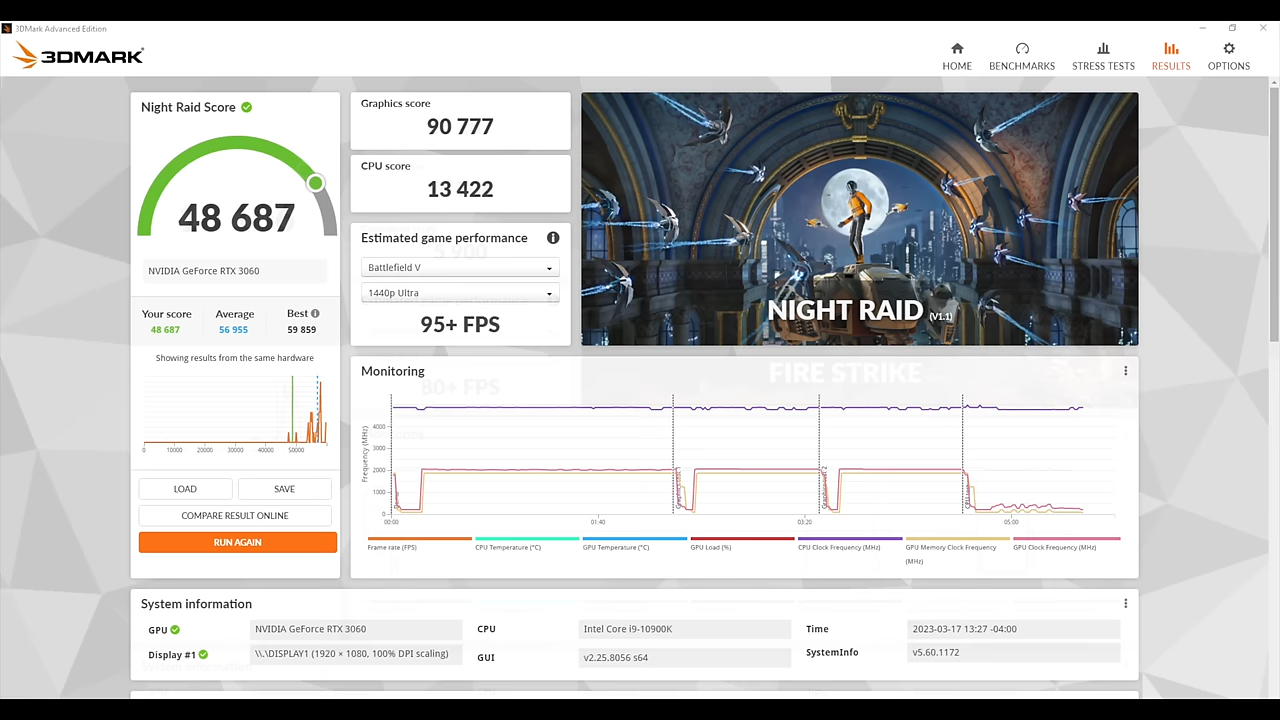 3DMark Advanced Edition
3DMARK
HOME
BENCHMARKS
STRESS TESTS
RESULTS
OPTIONS
Night Raid Score
48 687
NVIDIA GeForce RTX 3060
Your score
Average
Best
48 687
56 955
59 859
Showing results from the same hardware
0
10000
20000
30000
40000
50000
LOAD
SAVE
COMPARE RESULT ONLINE
RUN AGAIN
Graphics score
90 777
CPU score
13 422
Estimated game performance
Battlefield V
1440p Ultra
95+ FPS
80+ FPS
NIGHT RAID (V1.1)
FIRE STRIKE
Monitoring
Frequency (MHz)
4000
3000
2000
1000
0
00:00
01:40
03:20
05:00
Frame rate (FPS)
CPU Temperature (°C)
GPU Temperature (°C)
GPU Load (%)
CPU Clock Frequency (MHz)
GPU Memory Clock Frequency
(MHz)
GPU Clock Frequency (MHz)
System information
GPU
NVIDIA GeForce RTX 3060
CPU
Intel Core i9-10900K
Time
2023-03-17 13:27 -04:00
Display #1
\\.\DISPLAY1 (1920 × 1080, 100% DPI scaling)
GUI
v2.25.8056 s64
SystemInfo
v5.60.1172